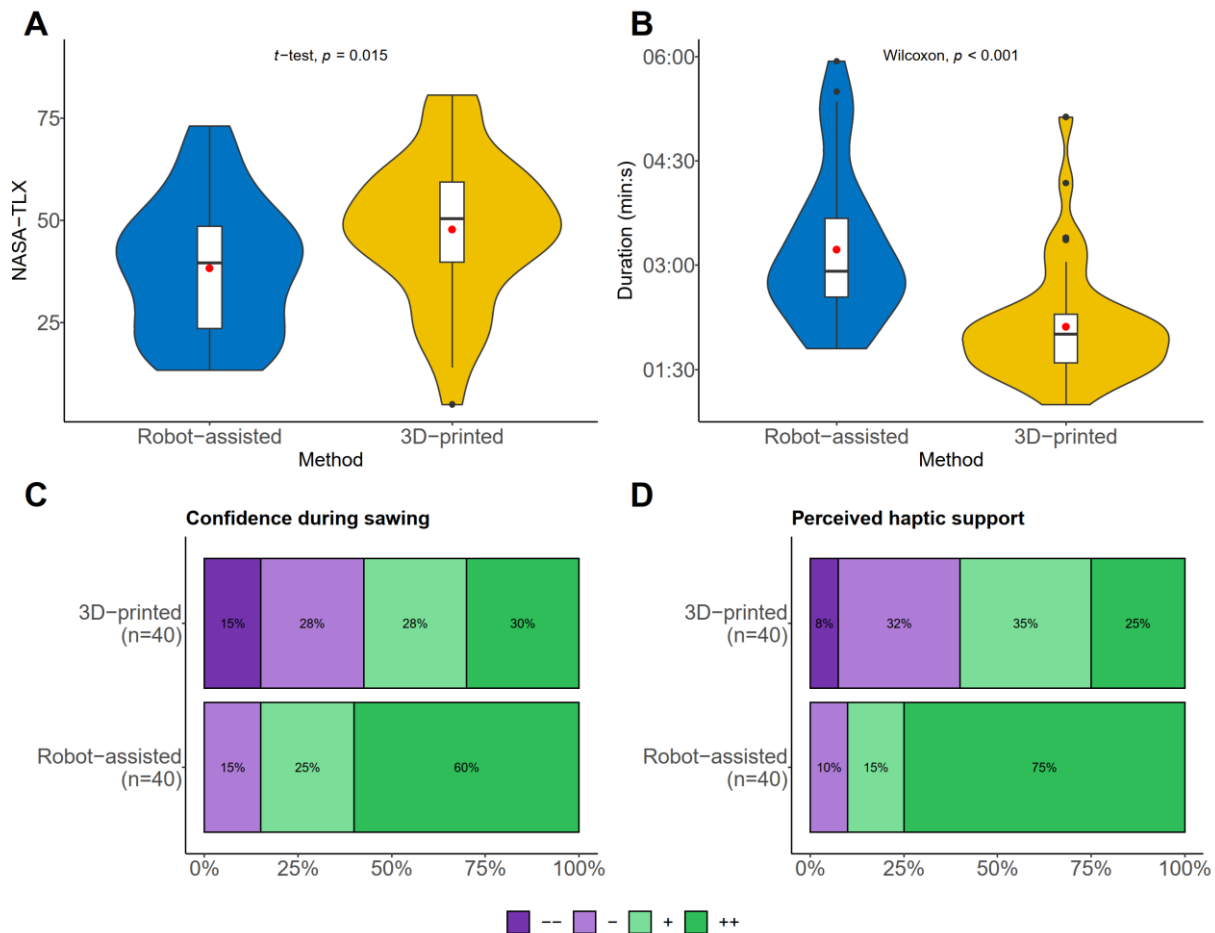 A
t−test, p = 0.015
NASA−TLX
75
50
25
Robot−assisted
3D−printed
Method
B
Wilcoxon, p < 0.001
Duration (min:s)
06:00
04:30
03:00
01:30
Robot−assisted
3D−printed
Method
C
Confidence during sawing
3D−printed
(n=40)
15%
28%
28%
30%
Robot−assisted
(n=40)
15%
25%
60%
0%
25%
50%
75%
100%
D
Perceived haptic support
3D−printed
(n=40)
8%
32%
35%
25%
Robot−assisted
(n=40)
10%
15%
75%
0%
25%
50%
75%
100%
−−
−
+
++